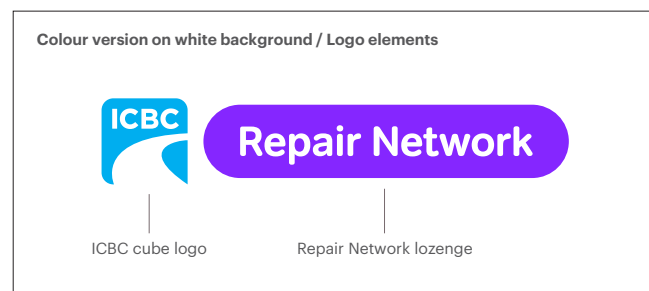 Colour version on white background / Logo elements
ICBC
Repair Network
ICBC cube logo
Repair Network lozenge